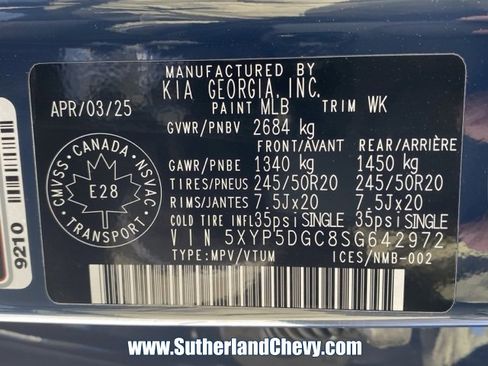 MANUFACTURED BY
KIA GEORGIA, INC.
APR/03/25 PAINT MLB TRIM WK
GVWR/PNBV 2684 kg
FRONT/AVANT REAR/ARRIÈRE
GAWR/PNBE 1340 kg 1450 kg
TIRES/PNEUS 245/50R20 245/50R20
RIMS/JANTES 7.5Jx20 7.5Jx20
COLD TIRE INFL 35psi SINGLE 35psi SINGLE
VIN 5XYP5DGC8SG642972
TYPE:MPV/VTUM ICES/NMB-002
CANADA
CMVSS NSVAC
E28
TRANSPORT
9210
www.SutherlandChevy.com